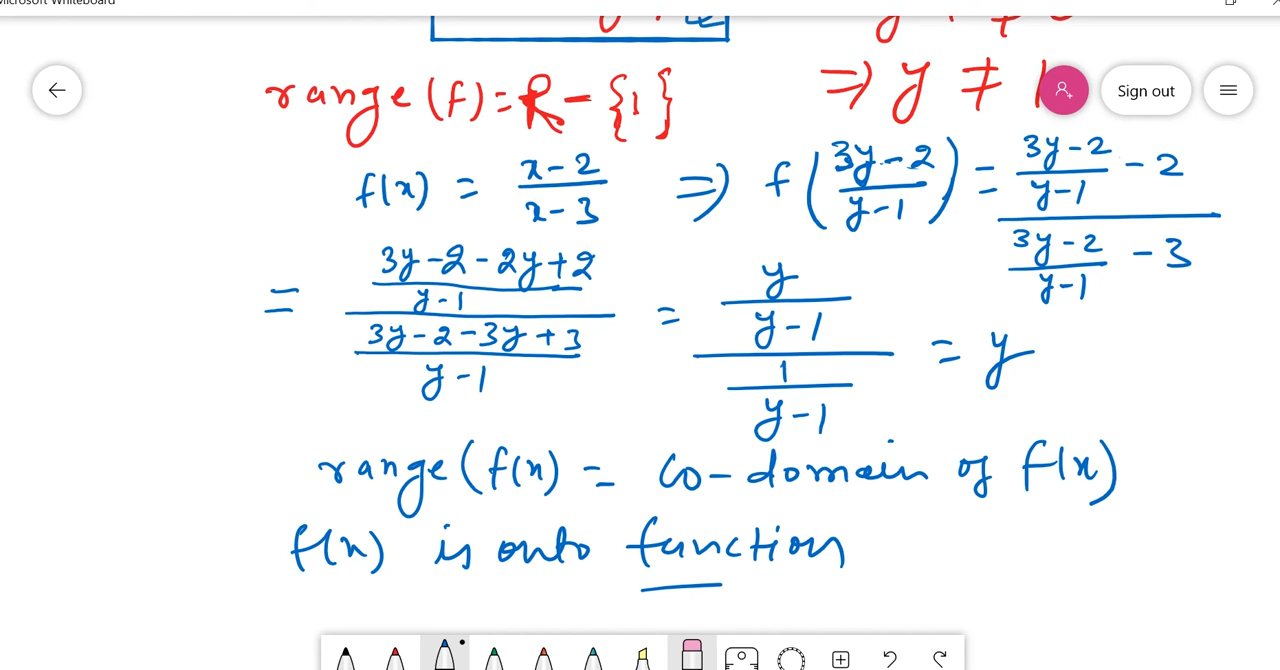 Microsoft Whiteboard
range(f)=R-{1}
⇒ y ≠
Sign out
f(x) = (x-2)/(x-3) ⇒ f((3y-2)/(y-1)) = ((3y-2)/(y-1) - 2)/((3y-2)/(y-1) - 3)
= ((3y-2-2y+2)/(y-1))/((3y-2-3y+3)/(y-1)) = (y/(y-1))/(1/(y-1)) = y
range(f(x) = co-domain of f(x)
f(x) is onto function